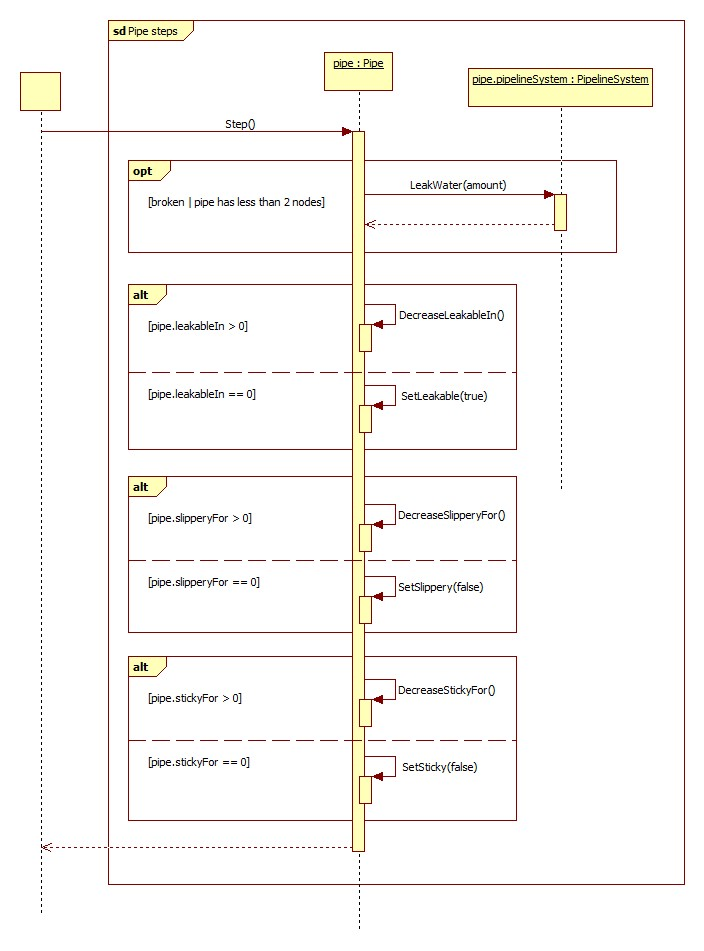 sd Pipe steps
pipe : Pipe
pipe.pipelineSystem : PipelineSystem
Step()
opt
LeakWater(amount)
[broken | pipe has less than 2 nodes]
alt
DecreaseLeakableIn()
[pipe.leakableIn > 0]
[pipe.leakableIn == 0]
SetLeakable(true)
alt
DecreaseSlipperyFor()
[pipe.slipperyFor > 0]
[pipe.slipperyFor == 0]
SetSlippery(false)
alt
DecreaseStickyFor()
[pipe.stickyFor > 0]
[pipe.stickyFor == 0]
SetSticky(false)